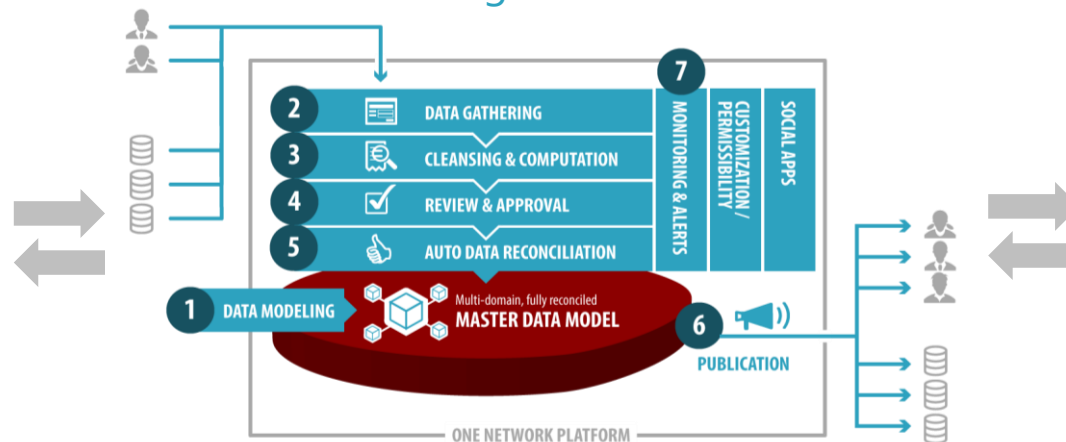 g
7
2
DATA GATHERING
3
CLEANSING & COMPUTATION
4
REVIEW & APPROVAL
5
AUTO DATA RECONCILIATION
MONITORING & ALERTS
CUSTOMIZATION /
PERMISSIBILITY
SOCIAL APPS
1
DATA MODELING
Multi-domain, fully reconciled
MASTER DATA MODEL
6
PUBLICATION
ONE NETWORK PLATFORM